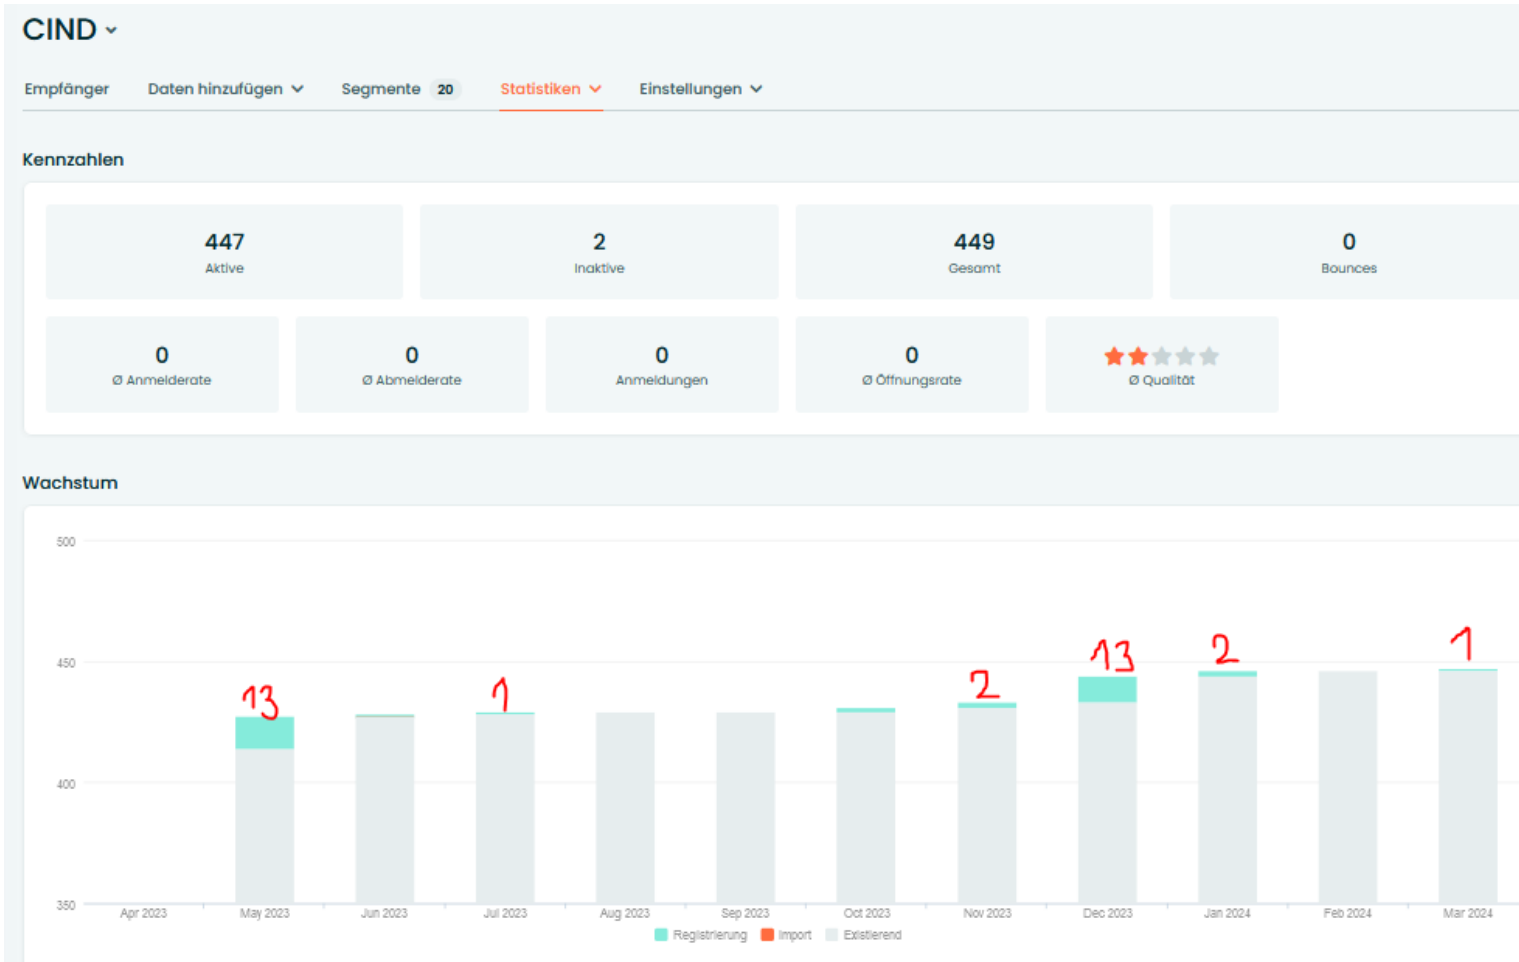 CIND
Empfänger Daten hinzufügen Segmente 20 Statistiken Einstellungen
Kennzahlen
447 2 449 0
Aktive Inaktive Gesamt Bounces
0 0 0 0
Ø Anmelderate Ø Abmelderate Anmeldungen Ø Öffnungsrate Ø Qualität
Wachstum
500
450
400
350
13 1 2 13 2 1
Apr 2023 May 2023 Jun 2023 Jul 2023 Aug 2023 Sep 2023 Oct 2023 Nov 2023 Dec 2023 Jan 2024 Feb 2024 Mar 2024
Registrierung Import Existierend